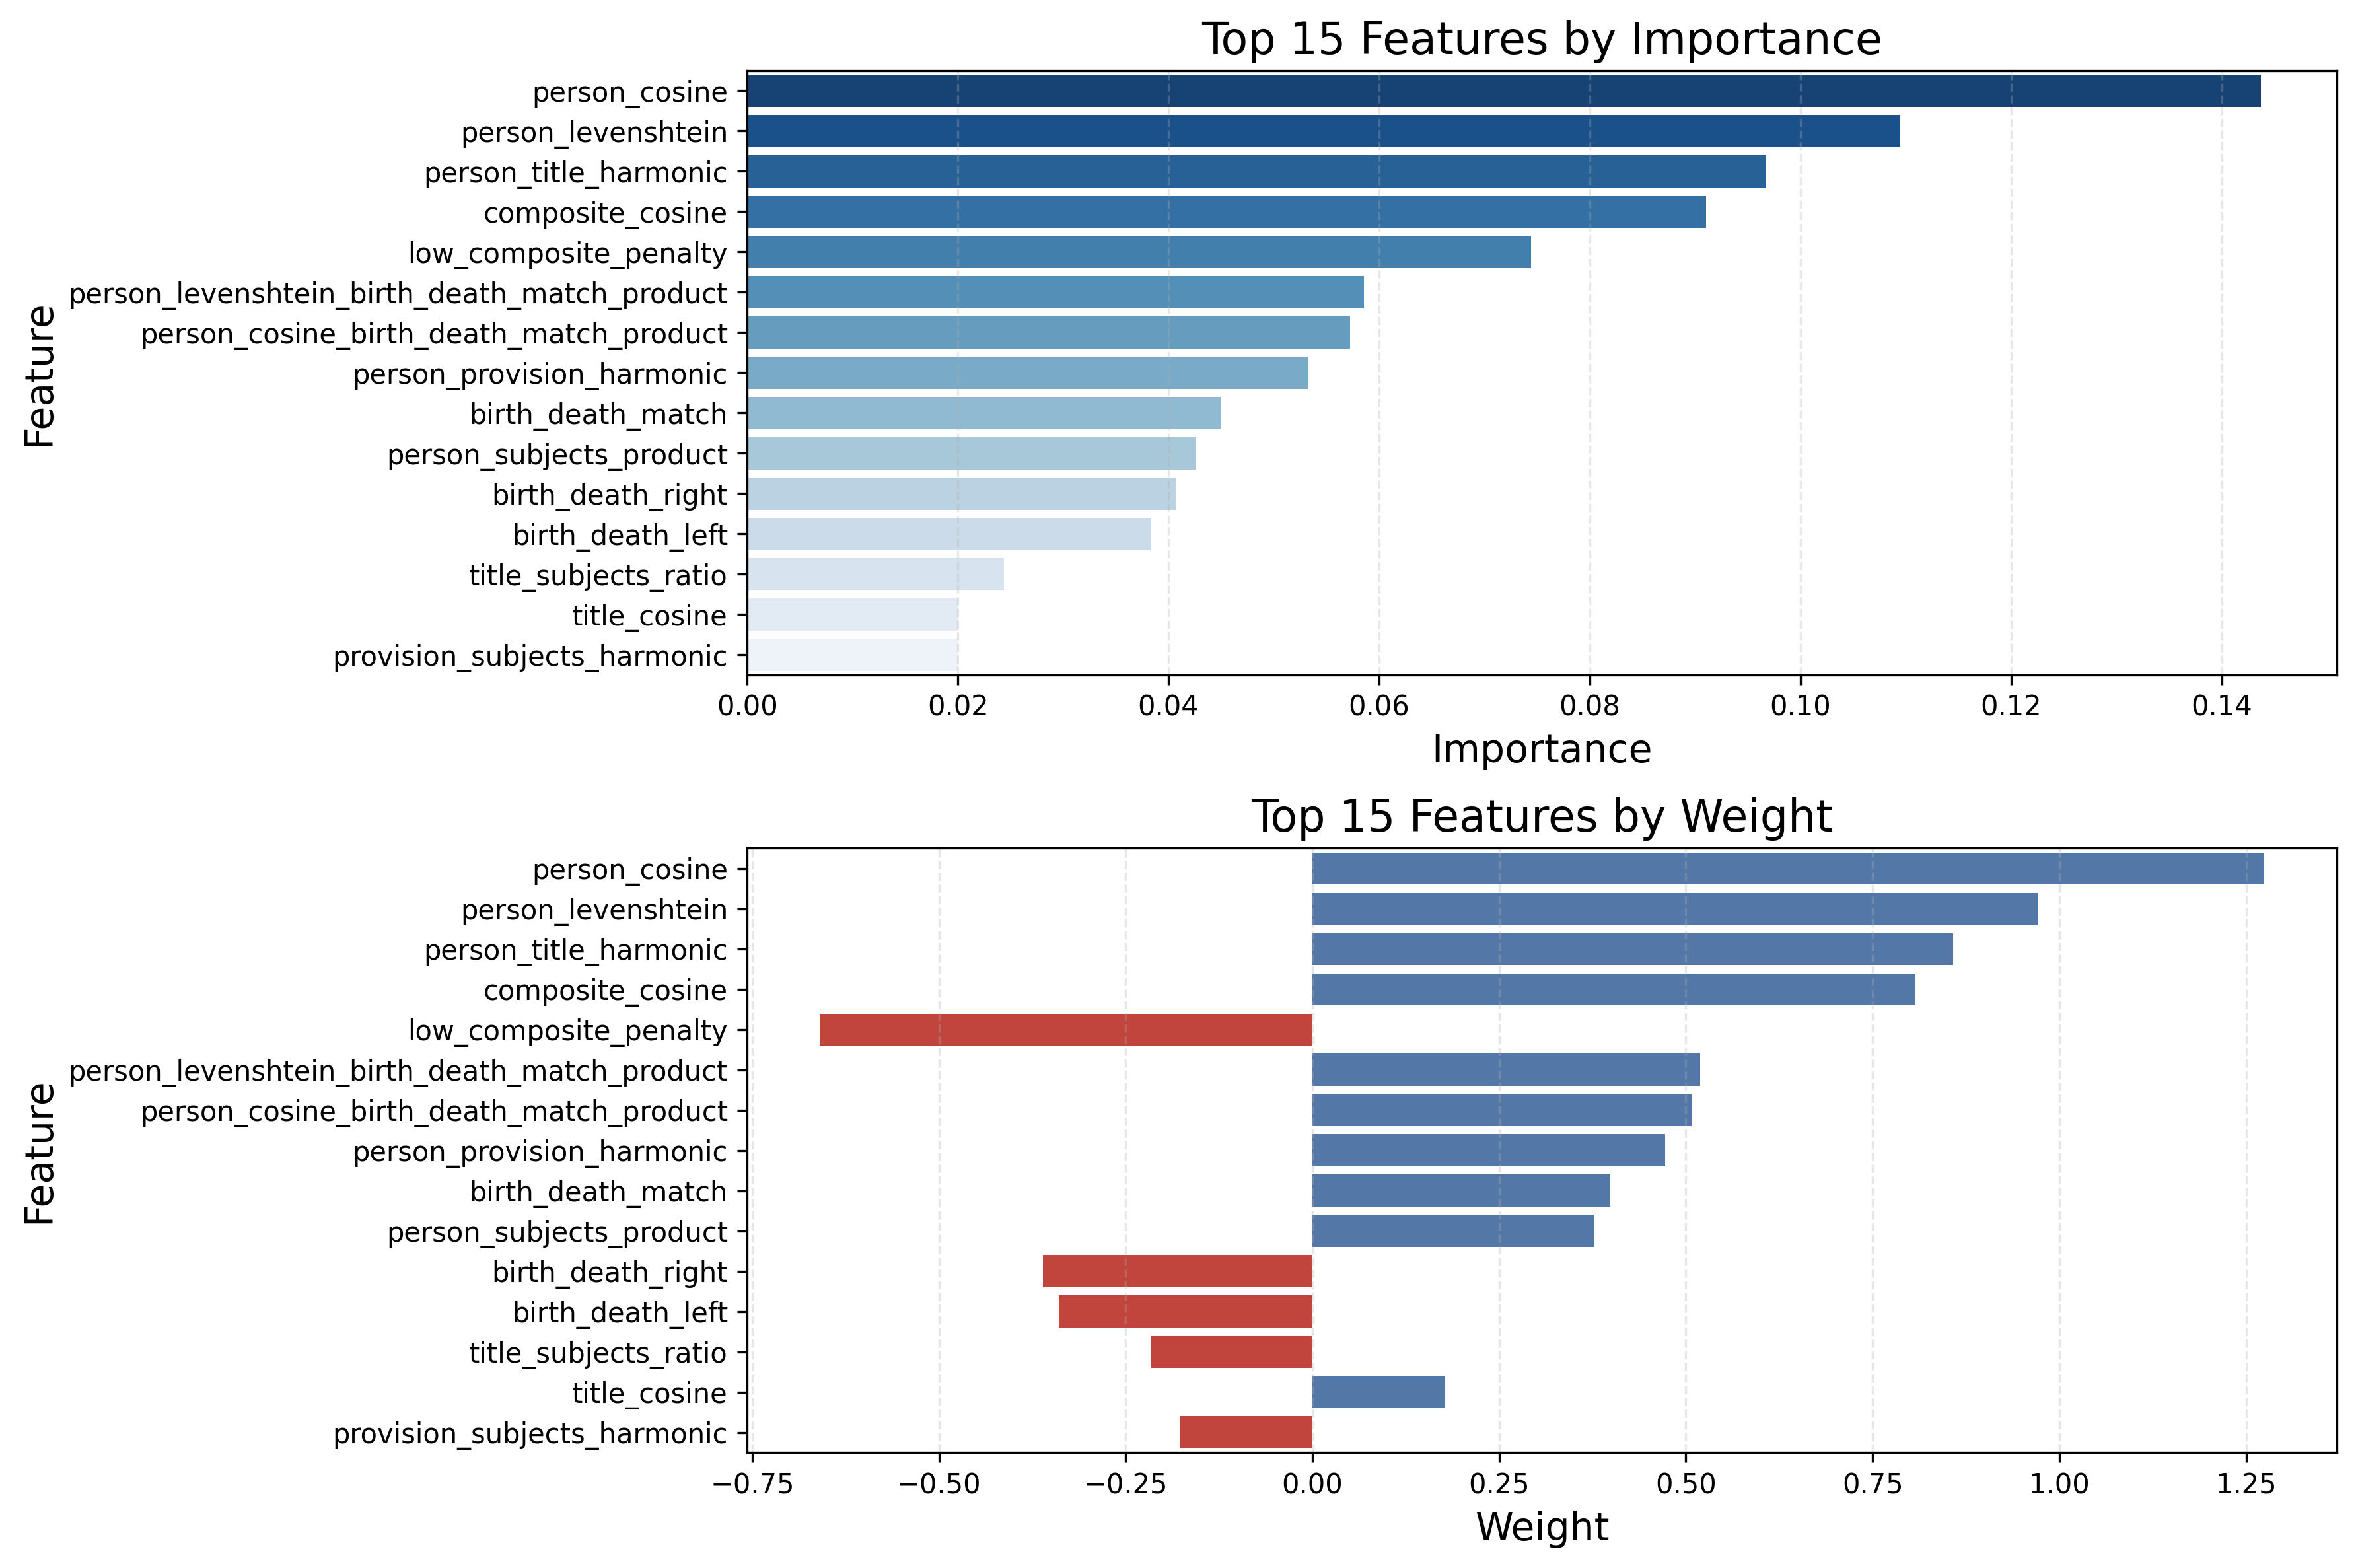 Top 15 Features by Importance
Feature
person_cosine
person_levenshtein
person_title_harmonic
composite_cosine
low_composite_penalty
person_levenshtein_birth_death_match_product
person_cosine_birth_death_match_product
person_provision_harmonic
birth_death_match
person_subjects_product
birth_death_right
birth_death_left
title_subjects_ratio
title_cosine
provision_subjects_harmonic
0.00 0.02 0.04 0.06 0.08 0.10 0.12 0.14
Importance
Top 15 Features by Weight
Feature
person_cosine
person_levenshtein
person_title_harmonic
composite_cosine
low_composite_penalty
person_levenshtein_birth_death_match_product
person_cosine_birth_death_match_product
person_provision_harmonic
birth_death_match
person_subjects_product
birth_death_right
birth_death_left
title_subjects_ratio
title_cosine
provision_subjects_harmonic
−0.75 −0.50 −0.25 0.00 0.25 0.50 0.75 1.00 1.25
Weight